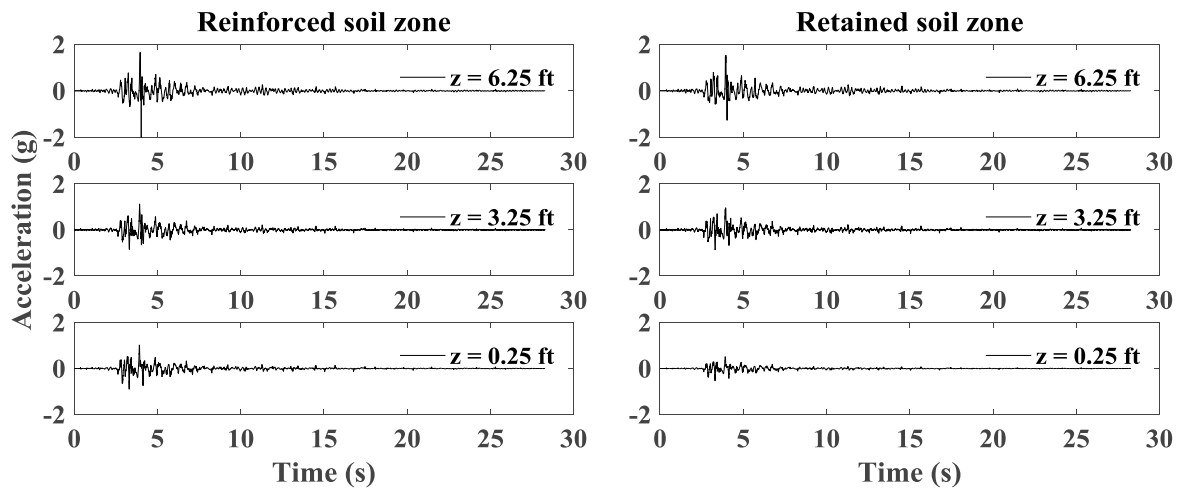 Reinforced soil zone
Retained soil zone
Acceleration (g)
2
0
-2
z = 6.25 ft
0 5 10 15 20 25 30
2
0
-2
z = 6.25 ft
0 5 10 15 20 25 30
2
0
-2
z = 3.25 ft
0 5 10 15 20 25 30
2
0
-2
z = 3.25 ft
0 5 10 15 20 25 30
2
0
-2
z = 0.25 ft
0 5 10 15 20 25 30
2
0
-2
z = 0.25 ft
0 5 10 15 20 25 30
Time (s)
Time (s)